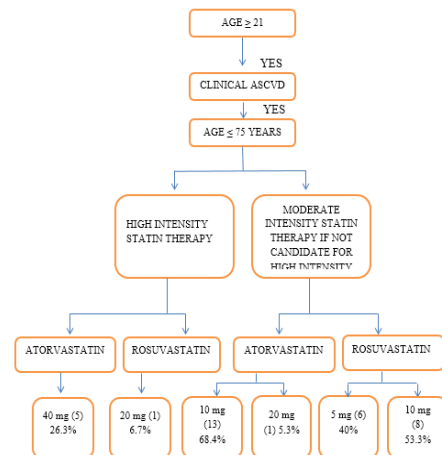 AGE ≥ 21
YES
CLINICAL ASCVD
YES
AGE ≤ 75 YEARS
HIGH INTENSITY
STATIN THERAPY
MODERATE
INTENSITY STATIN
THERAPY IF NOT
CANDIDATE FOR
HIGH INTENSITY
ATORVASTATIN
ROSUVASTATIN
ATORVASTATIN
ROSUVASTATIN
40 mg (5)
26.3%
20 mg (1)
6.7%
10 mg
(13)
68.4%
20 mg
(1) 5.3%
5 mg (6)
40%
10 mg
(8)
53.3%